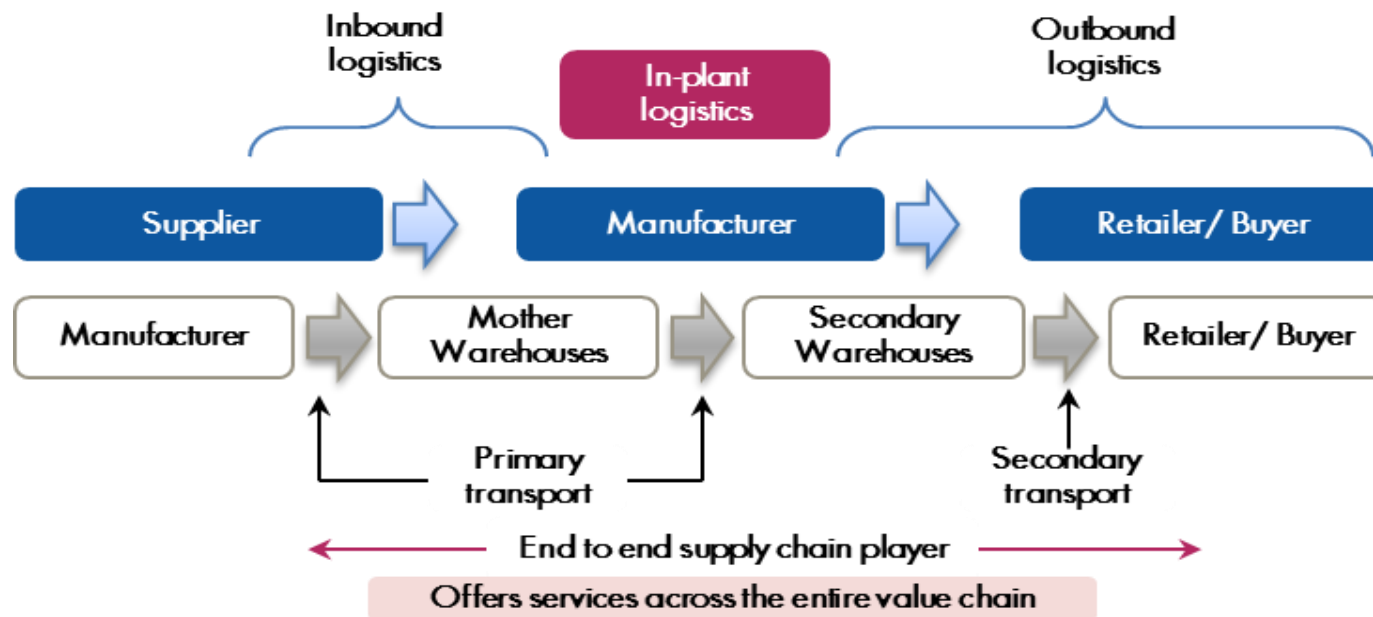 Inbound
logistics
In-plant
logistics
Outbound
logistics
Supplier
Manufacturer
Retailer/ Buyer
Manufacturer
Mother
Warehouses
Secondary
Warehouses
Retailer/ Buyer
Primary
transport
Secondary
transport
End to end supply chain player
Offers services across the entire value chain